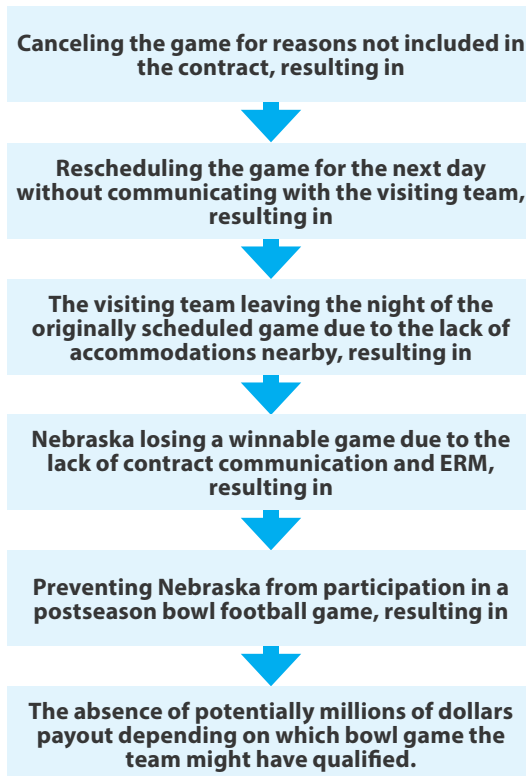 Canceling the game for reasons not included in
the contract, resulting in
Rescheduling the game for the next day
without communicating with the visiting team,
resulting in
The visiting team leaving the night of the
originally scheduled game due to the lack of
accommodations nearby, resulting in
Nebraska losing a winnable game due to the
lack of contract communication and ERM,
resulting in
Preventing Nebraska from participation in a
postseason bowl football game, resulting in
The absence of potentially millions of dollars
payout depending on which bowl game the
team might have qualified.